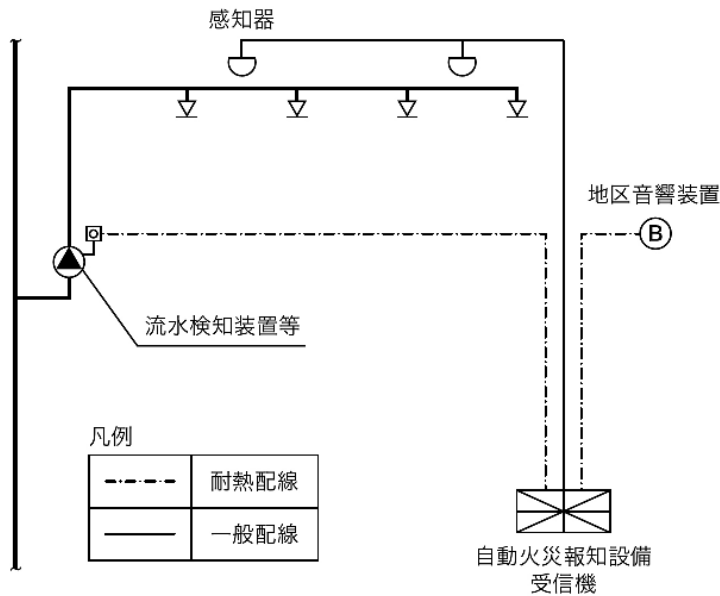 感知器
地区音響装置
B
流水検知装置等
凡例
耐熱配線
一般配線
自動火災報知設備
受信機